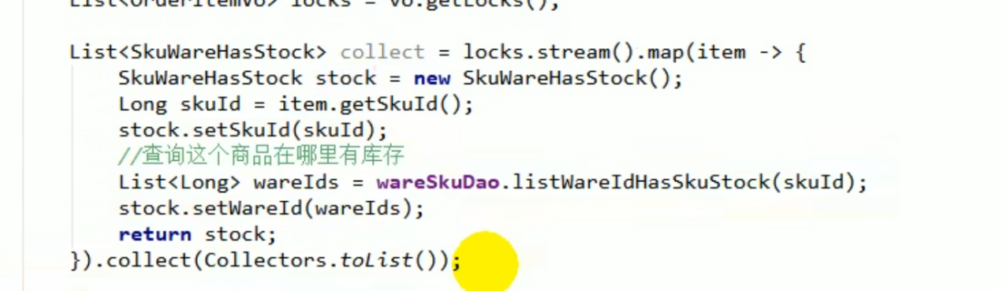 List<OrderItemVo> locks = vo.getLocks();
List<SkuWareHasStock> collect = locks.stream().map(item -> {
SkuWareHasStock stock = new SkuWareHasStock();
Long skuId = item.getSkuId();
stock.setSkuId(skuId);
//查询这个商品在哪里有库存
List<Long> wareIds = wareSkuDao.listWareIdHasSkuStock(skuId);
stock.setWareId(wareIds);
return stock;
}).collect(Collectors.toList());